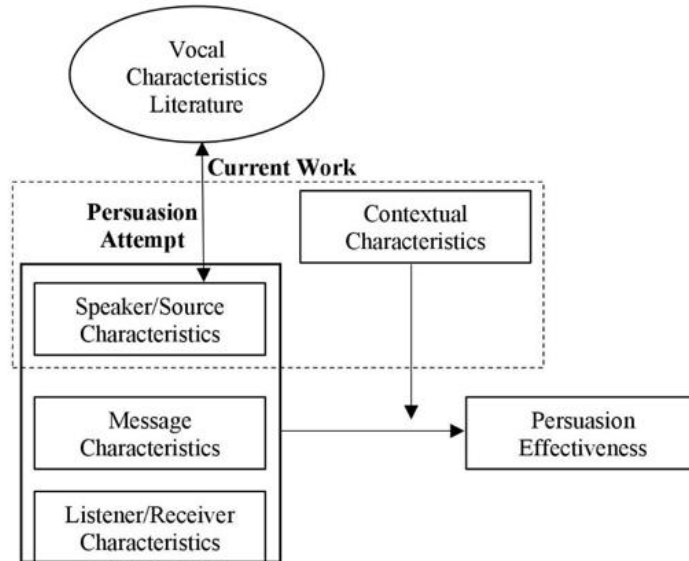 Vocal
Characteristics
Literature
Current Work
Persuasion
Attempt
Contextual
Characteristics
Speaker/Source
Characteristics
Message
Characteristics
Persuasion
Effectiveness
Listener/Receiver
Characteristics